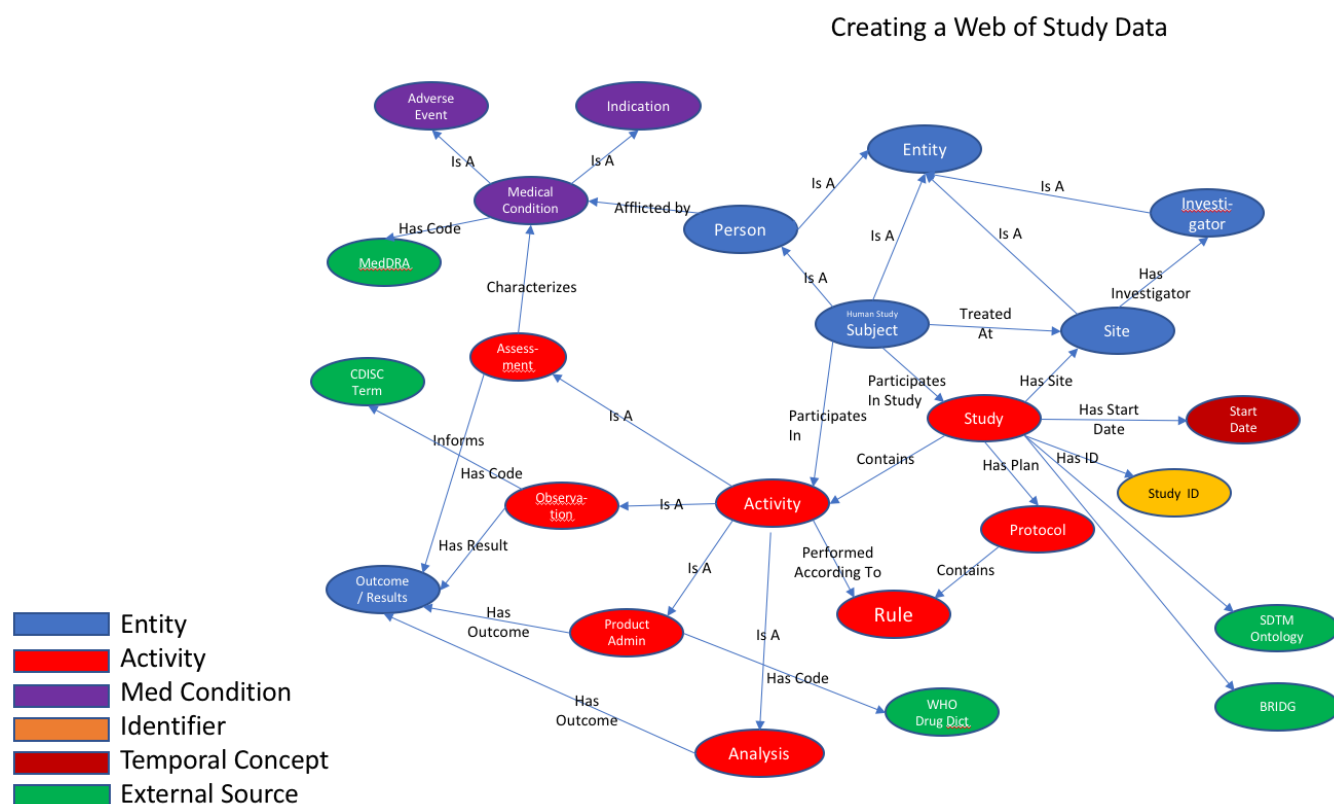 Creating a Web of Study Data
Adverse
Event
Indication
Is A
Is A
Medical
Condition
Afflicted by
Has Code
MedDRA
Characterizes
Entity
Is A
Is A
Is A
Is A
Person
Investi-
gator
Is A
Has
Investigator
Human Study
Subject
Treated
At
Site
Assess-
ment
CDISC
Term
Participates
In Study
Has Site
Participates
In
Study
Has Start
Date
Start
Date
Is A
Informs
Has Code
Contains
Has Plan
Has ID
Study ID
Observa-
tion
Is A
Activity
Protocol
Has Result
Performed
According To
Contains
Is A
Outcome
/ Results
Has
Outcome
Product
Admin
Rule
SDTM
Ontology
Is A
Has Code
Has
Outcome
WHO
Drug Dict
BRIDG
Analysis
Entity
Activity
Med Condition
Identifier
Temporal Concept
External Source